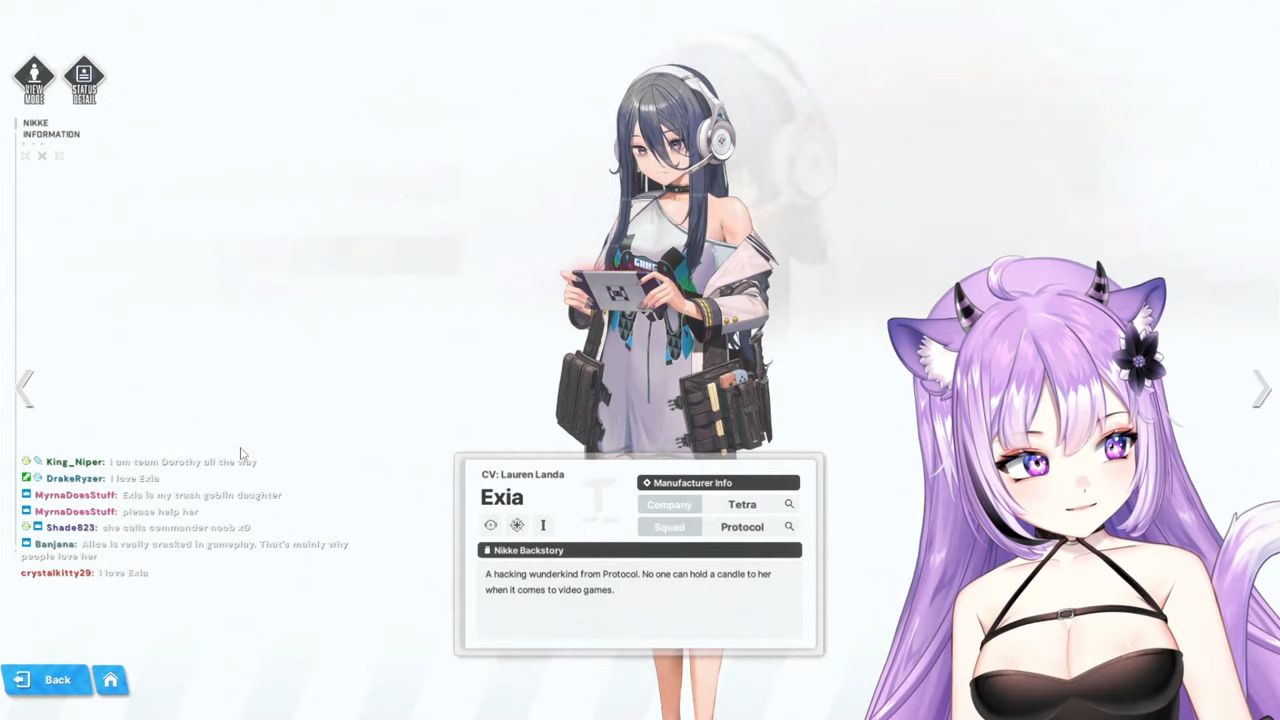 VIEW
MODE
STATUS
DETAIL
NIKKE
INFORMATION
GAME
King_Niper: I am team Dorothy all the way
DrakeRyzer: I love Exia
MyrnaDoesStuff: Exia is my trash goblin daughter
MyrnaDoesStuff: please help her
Shade823: she calls commander noob xD
Banjana: Alice is really cracked in gameplay. That's mainly why
people love her
crystalkitty29: I love Exia
CV: Lauren Landa
Exia
Manufacturer Info
Company Tetra
Squad Protocol
Nikke Backstory
A hacking wunderkind from Protocol. No one can hold a candle to her
when it comes to video games.
Back